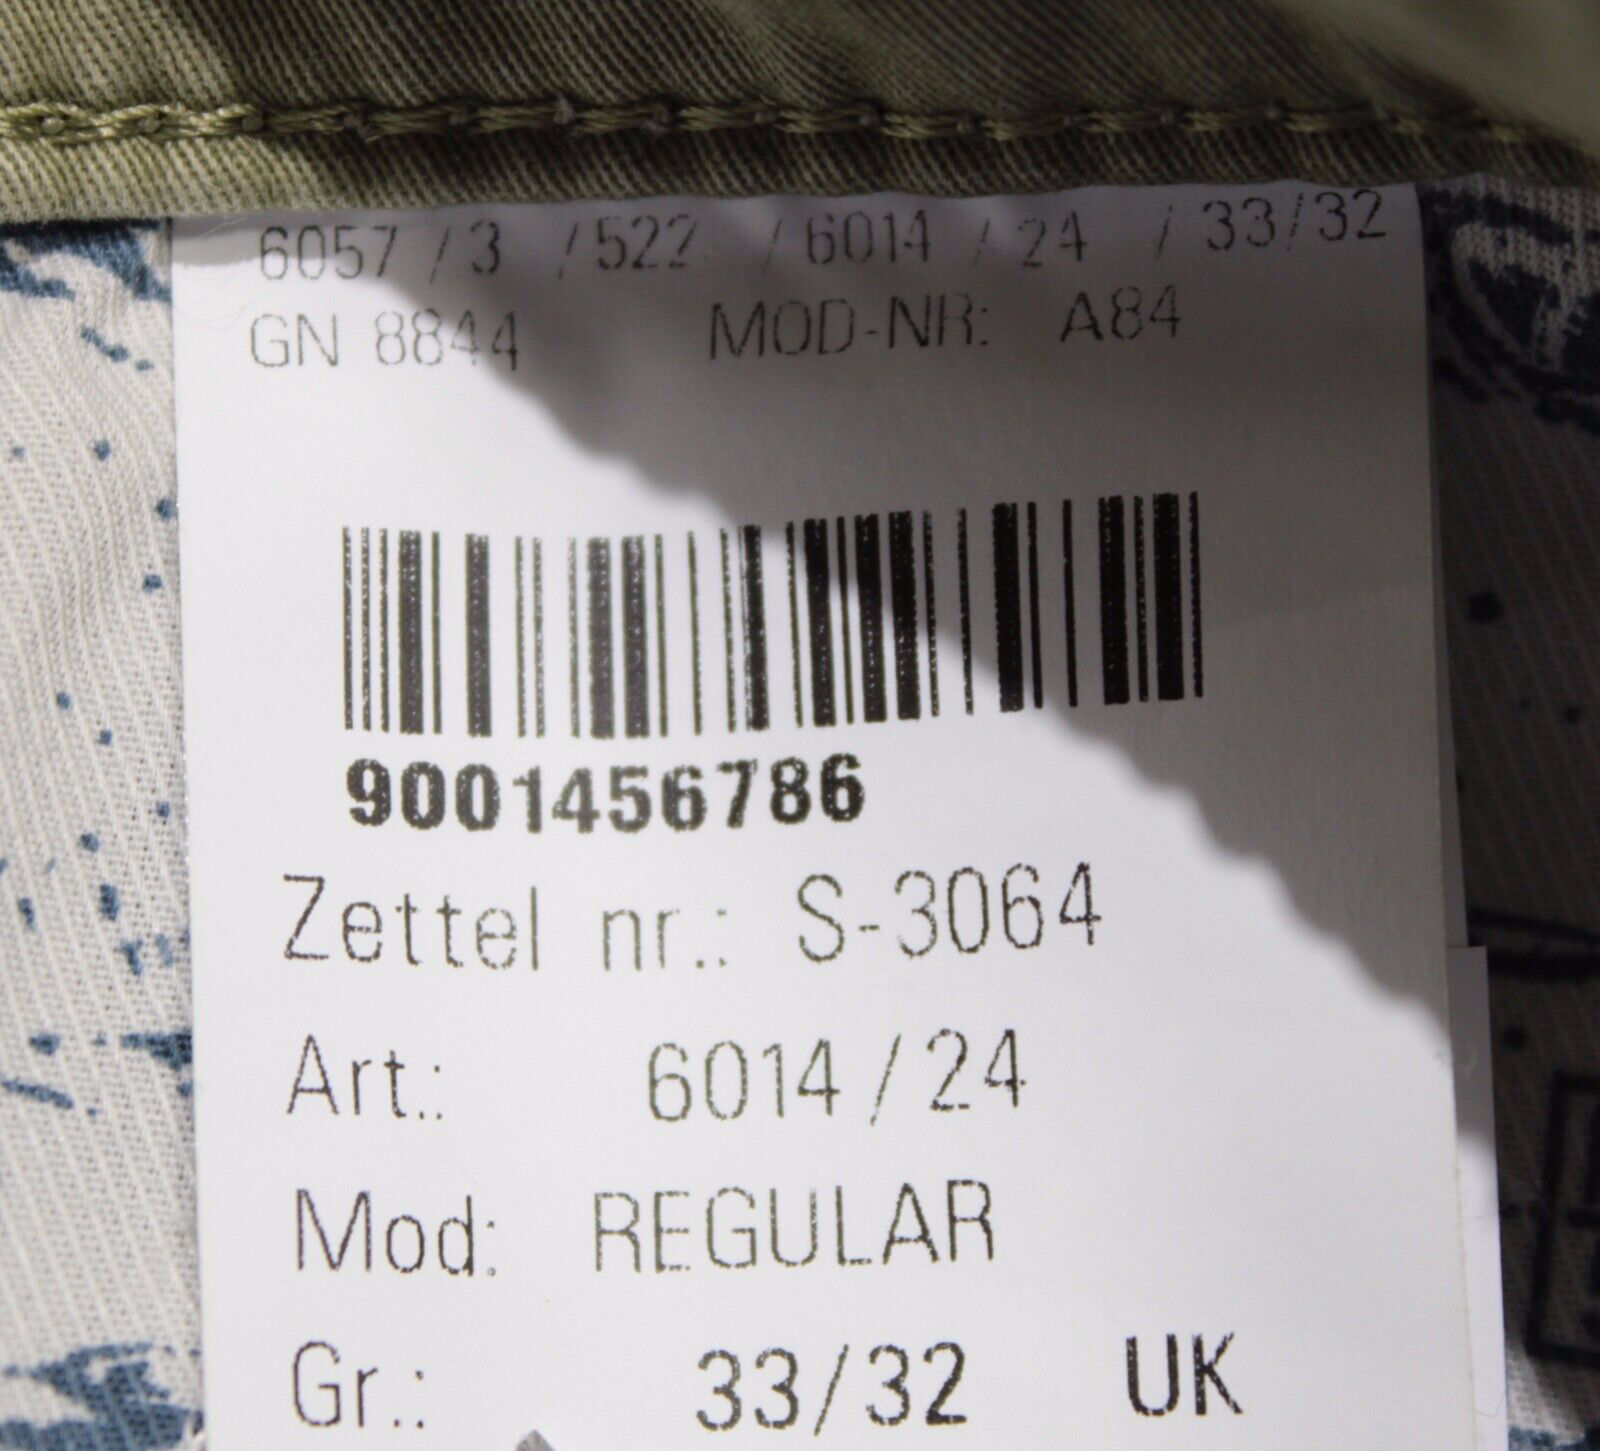 6057 / 3 / 522 / 6014 / 24 / 33/32
GN 8844 MOD-NR: A84
9001456786
Zettel nr.: S-3064
Art.: 6014 / 24
Mod: REGULAR
Gr.: 33/32 UK